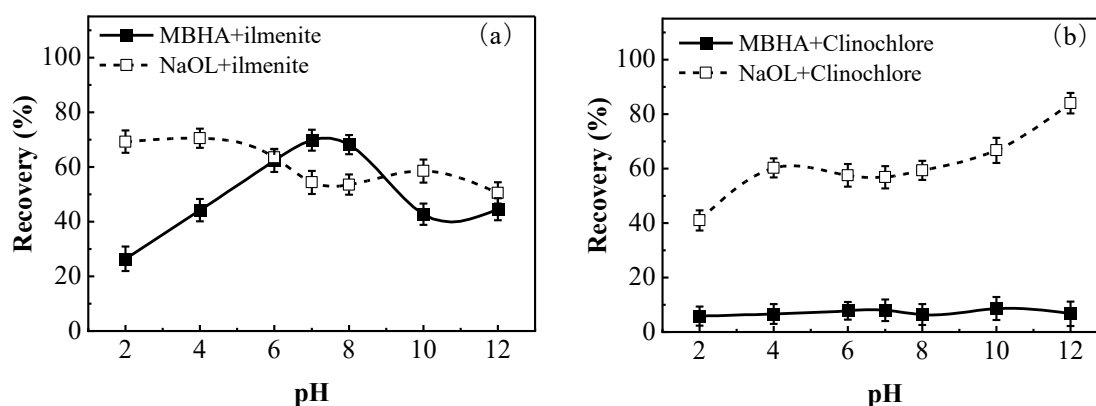 (a)
MBHA+ilmenite
NaOL+ilmenite
Recovery (%)
100
80
60
40
20
0
2 4 6 8 10 12
pH
(b)
MBHA+Clinochlore
NaOL+Clinochlore
Recovery (%)
100
80
60
40
20
0
2 4 6 8 10 12
pH